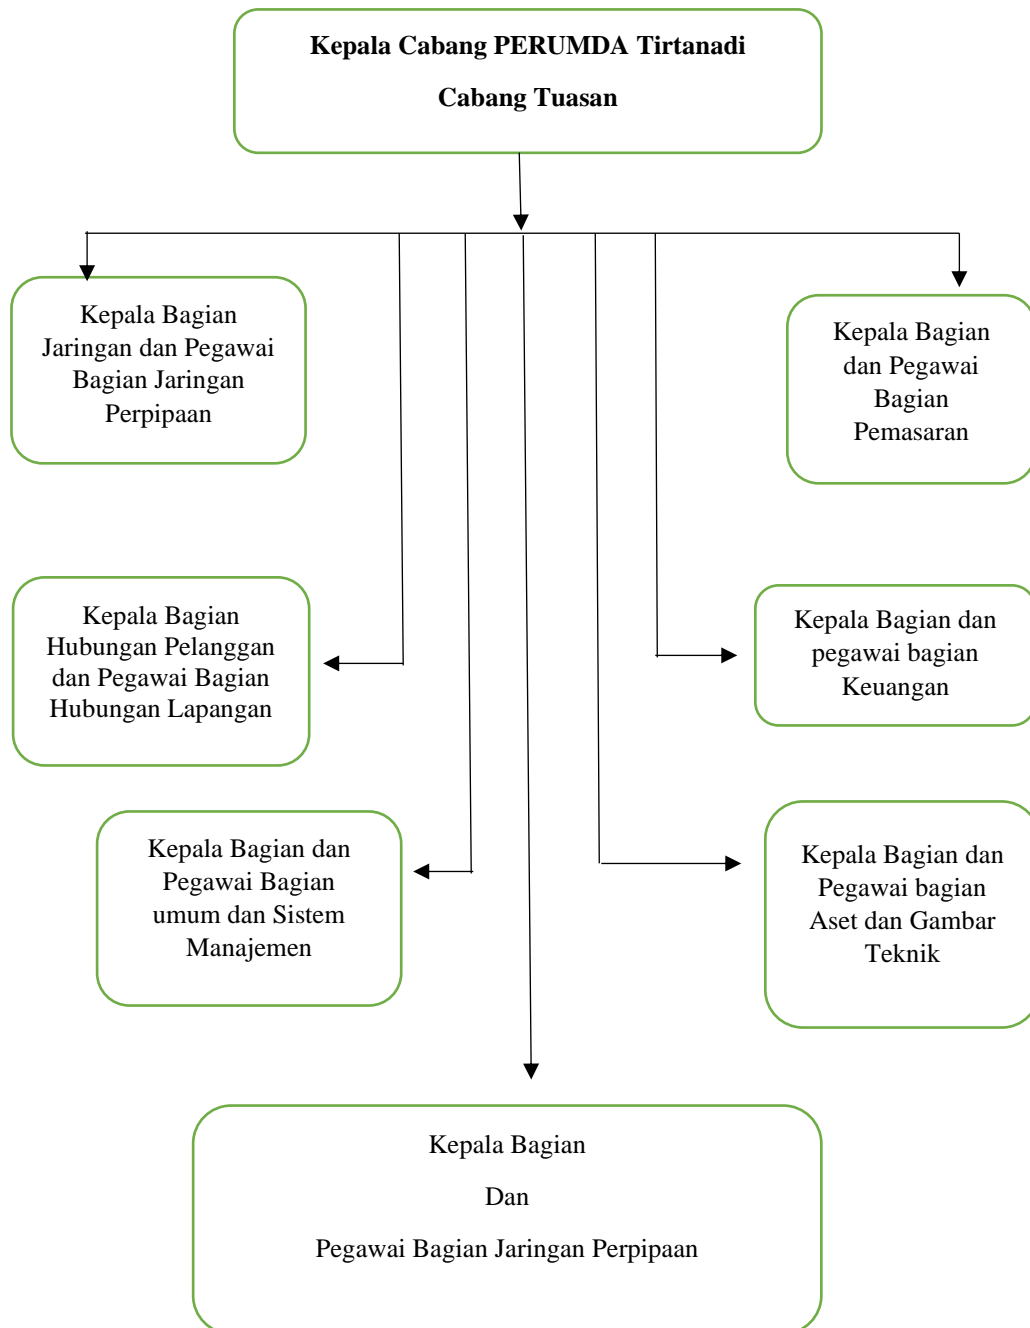 Kepala Cabang PERUMDA Tirtanadi
Cabang Tuasan
Kepala Bagian
Jaringan dan Pegawai
Bagian Jaringan
Perpipaan
Kepala Bagian
dan Pegawai
Bagian
Pemasaran
Kepala Bagian
Hubungan Pelanggan
dan Pegawai Bagian
Hubungan Lapangan
Kepala Bagian dan
pegawai bagian
Keuangan
Kepala Bagian dan
Pegawai Bagian
umum dan Sistem
Manajemen
Kepala Bagian dan
Pegawai bagian
Aset dan Gambar
Teknik
Kepala Bagian
Dan
Pegawai Bagian Jaringan Perpipaan